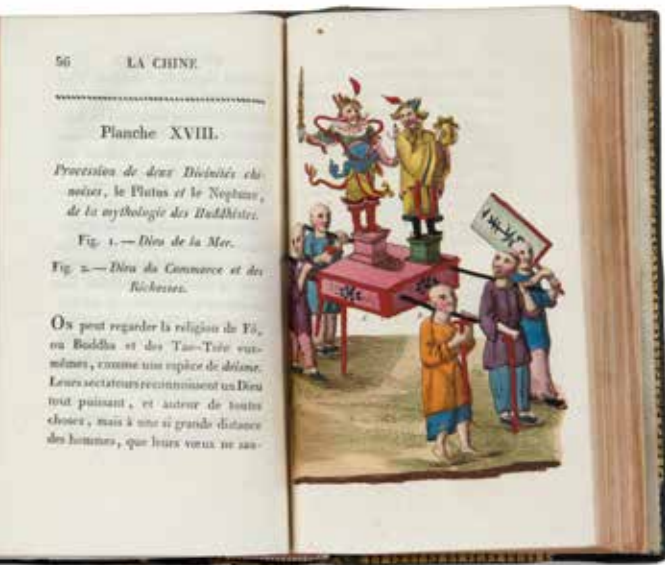 56 LA CHINE
Planche XVIII.
Procession de deux Divinités chi-
noises, le Plutus et le Neptune,
de la mythologie des Buddhistes.
Fig. 1. — Dieu de la Mer.
Fig. 2. — Dieu du Commerce et des
Richesses.
On peut regarder la religion de Fô,
ou Buddha et des Tao-Tsée eux-
mêmes, comme une espèce de déisme.
Leurs sectateurs reconnoissent un Dieu
tout puissant, et auteur de toutes
choses, mais à une si grande distance
des hommes, que leurs vœux ne sau-